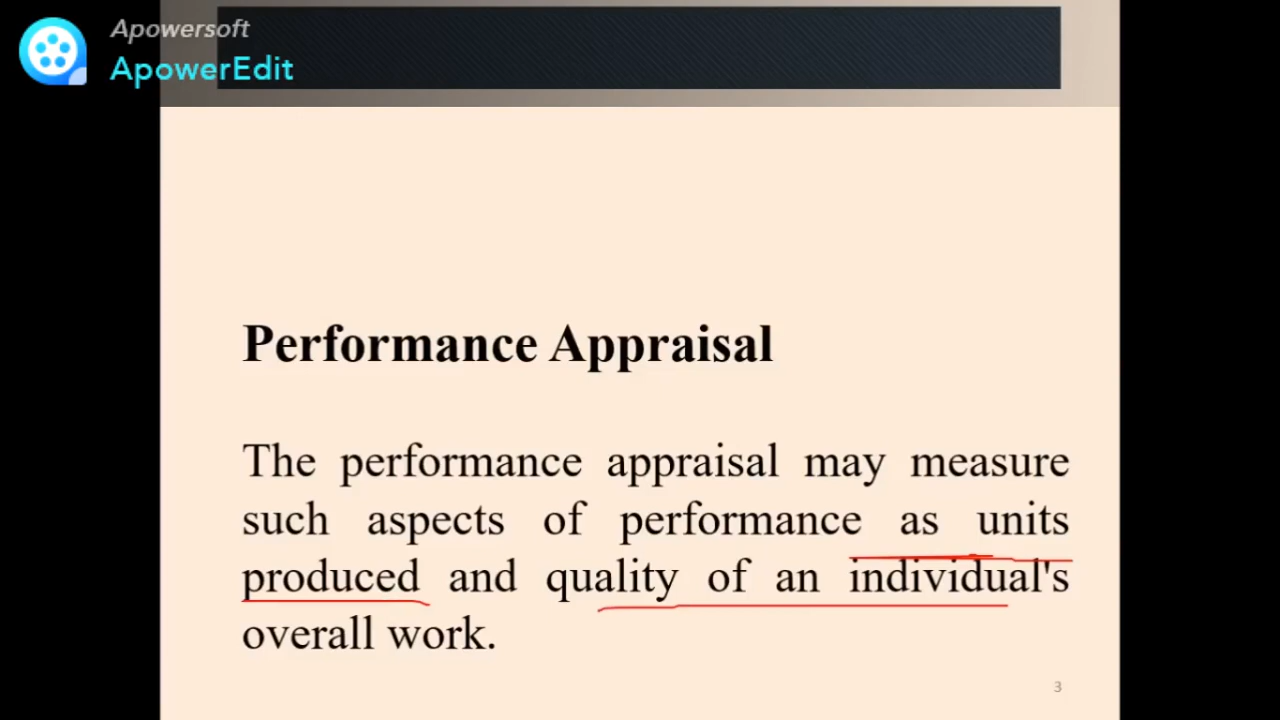 Apowersoft
ApowerEdit
Performance Appraisal
The performance appraisal may measure
such aspects of performance as units
produced and quality of an individual's
overall work.
3